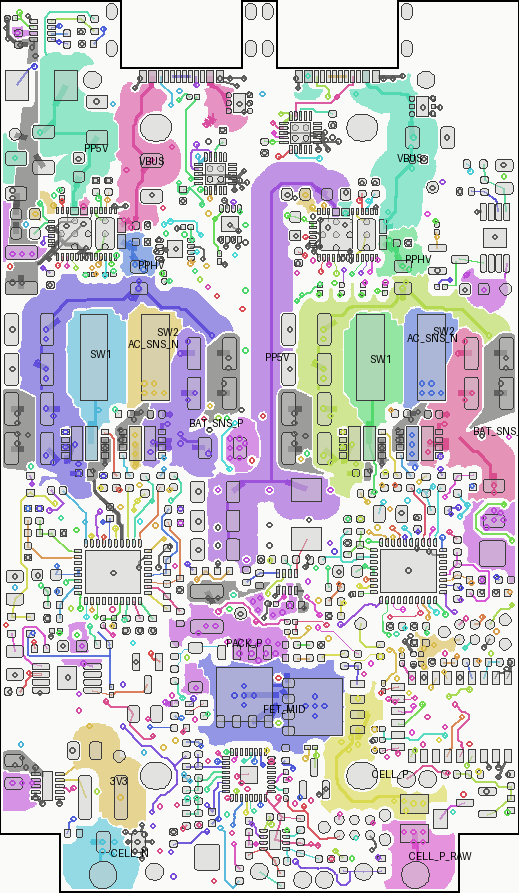 PP5V
VBUS
VBUS
PPHV
PPHV
SW2
SW1
AC_SNS_N
SW2
AC_SNS_N
SW1
PP5V
BAT_SNS_P
BAT_SNS
PACK_P
FET_MID
3V3
CELL_P
CELL_N
CELL_P_RAW